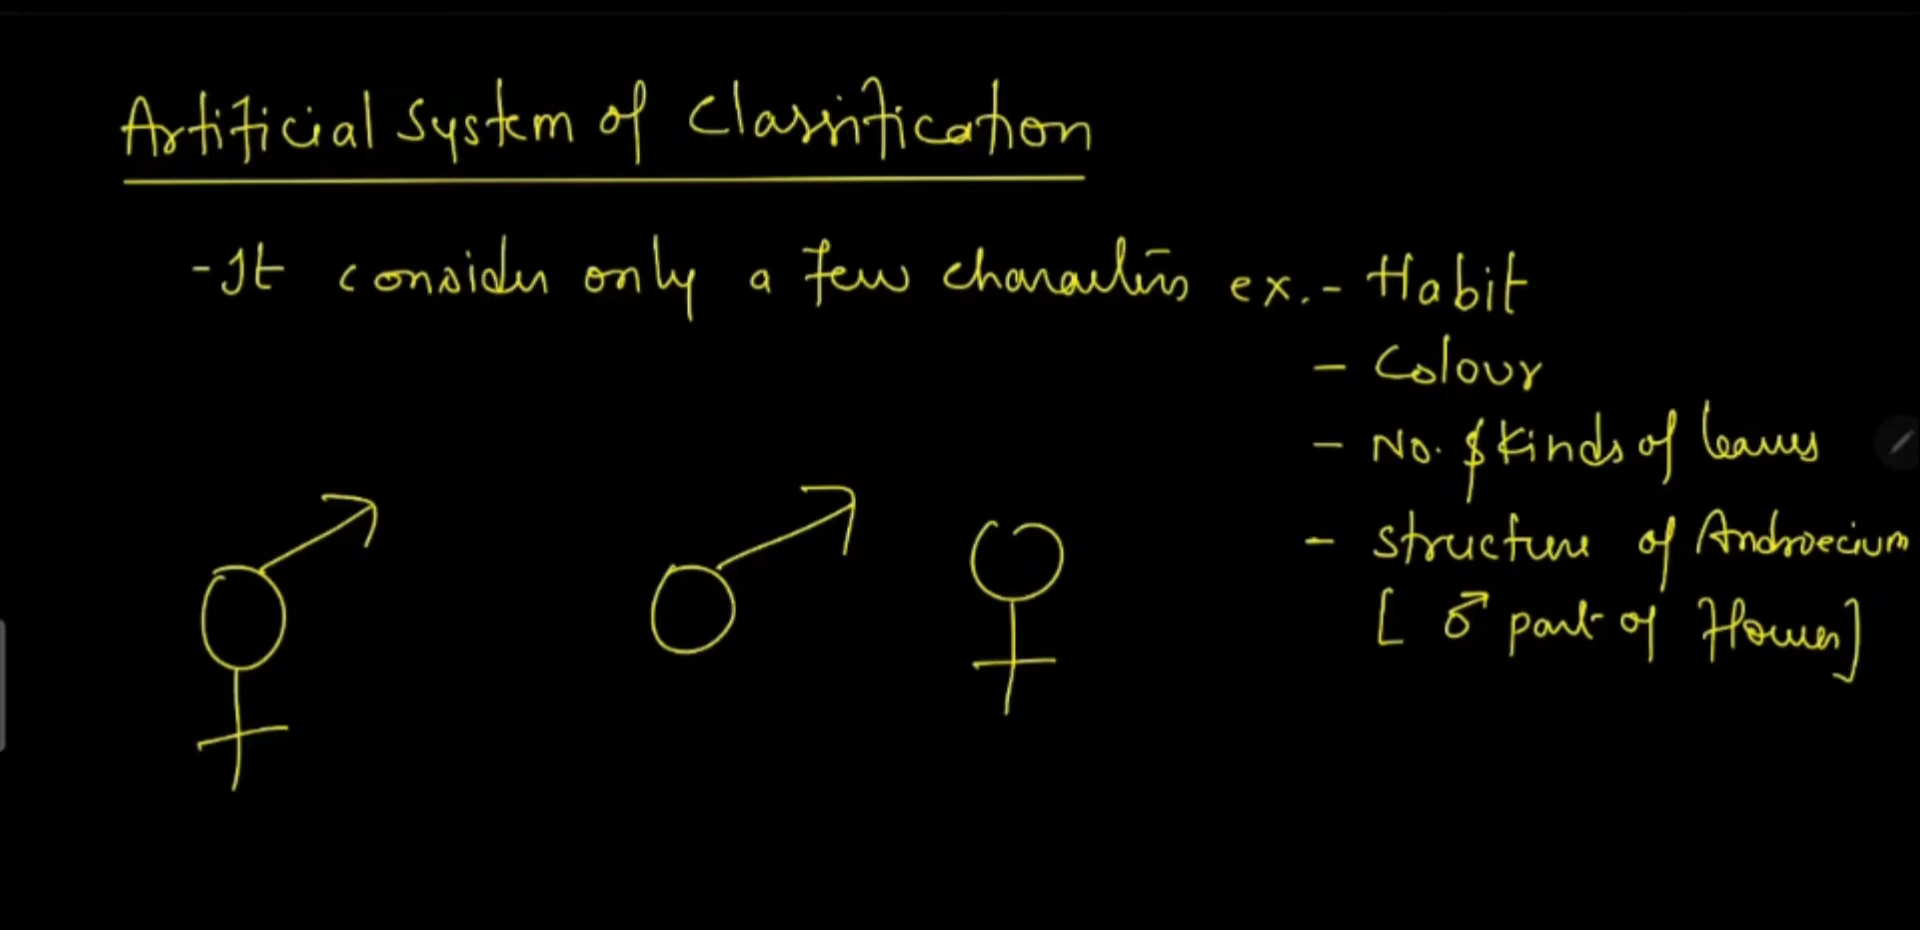 Artificial System of Classification
- It consider only a few characters ex. - Habit
- Colour
- No. & Kinds of leaves
- structure of Androecium
[ ♂ part of flower]